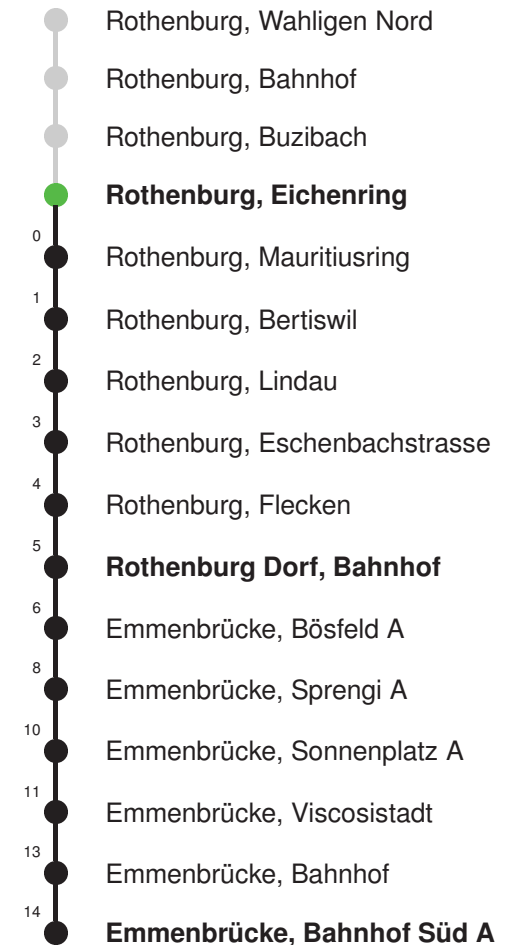 Rothenburg, Wahligen Nord
Rothenburg, Bahnhof
Rothenburg, Buzibach
Rothenburg, Eichenring
0 Rothenburg, Mauritiusring
1 Rothenburg, Bertiswil
2 Rothenburg, Lindau
3 Rothenburg, Eschenbachstrasse
4 Rothenburg, Flecken
5 Rothenburg Dorf, Bahnhof
6 Emmenbrücke, Bösfeld A
8 Emmenbrücke, Sprengi A
10 Emmenbrücke, Sonnenplatz A
11 Emmenbrücke, Viscosistadt
13 Emmenbrücke, Bahnhof
14 Emmenbrücke, Bahnhof Süd A